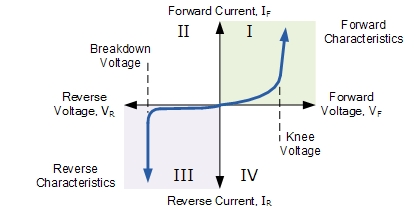 Forward Current, IF
II
I
Forward
Characteristics
Breakdown
Voltage
Reverse
Voltage, VR
Forward
Voltage, VF
Knee
Voltage
Reverse
Characteristics
III
IV
Reverse Current, IR